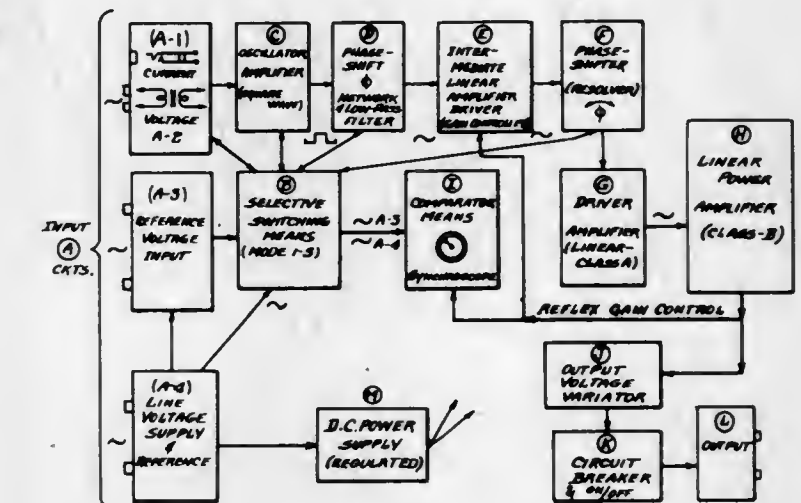 (A-1)
CURRENT
VOLTAGE
A-2
C
OSCILLATOR
AMPLIFIER
(SQUARE
WAVE)
D
PHASE-
SHIFT
Φ
NETWORK
& LOW-PASS
FILTER
E
INTER-
MEDIATE
LINEAR
AMPLIFIER
DRIVER
(GAIN CONTROLLED)
F
PHASE-
SHIFTER
(RESOLVER)
Φ
H
LINEAR
POWER
AMPLIFIER
(CLASS-B)
INPUT
A
CKTS.
(A-3)
REFERENCE
VOLTAGE
INPUT
B
SELECTIVE
SWITCHING
MEANS
(MODE 1-5)
~ A-3
~ A-4
I
COMPARATOR
MEANS
SYNCHROSCOPE
G
DRIVER
AMPLIFIER
(LINEAR-
CLASS A)
REFLEX GAIN CONTROL
(A-4)
LINE
VOLTAGE
SUPPLY
&
REFERENCE
M
D.C. POWER
SUPPLY
(REGULATED)
J
OUTPUT
VOLTAGE
VARIATOR
K
CIRCUIT
BREAKER
& ON/OFF
L
OUTPUT